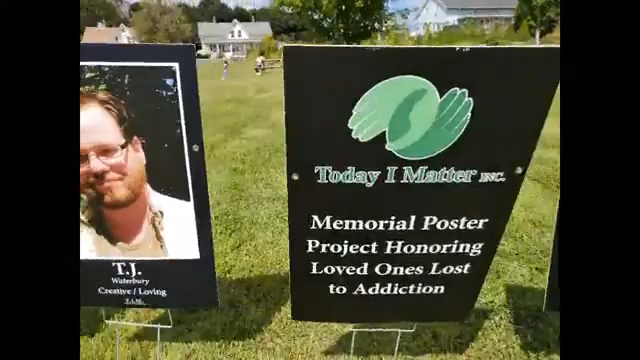 T.J.
Waterbury
Creative / Loving
T.I.M.
Today I Matter INC.
Memorial Poster
Project Honoring
Loved Ones Lost
to Addiction